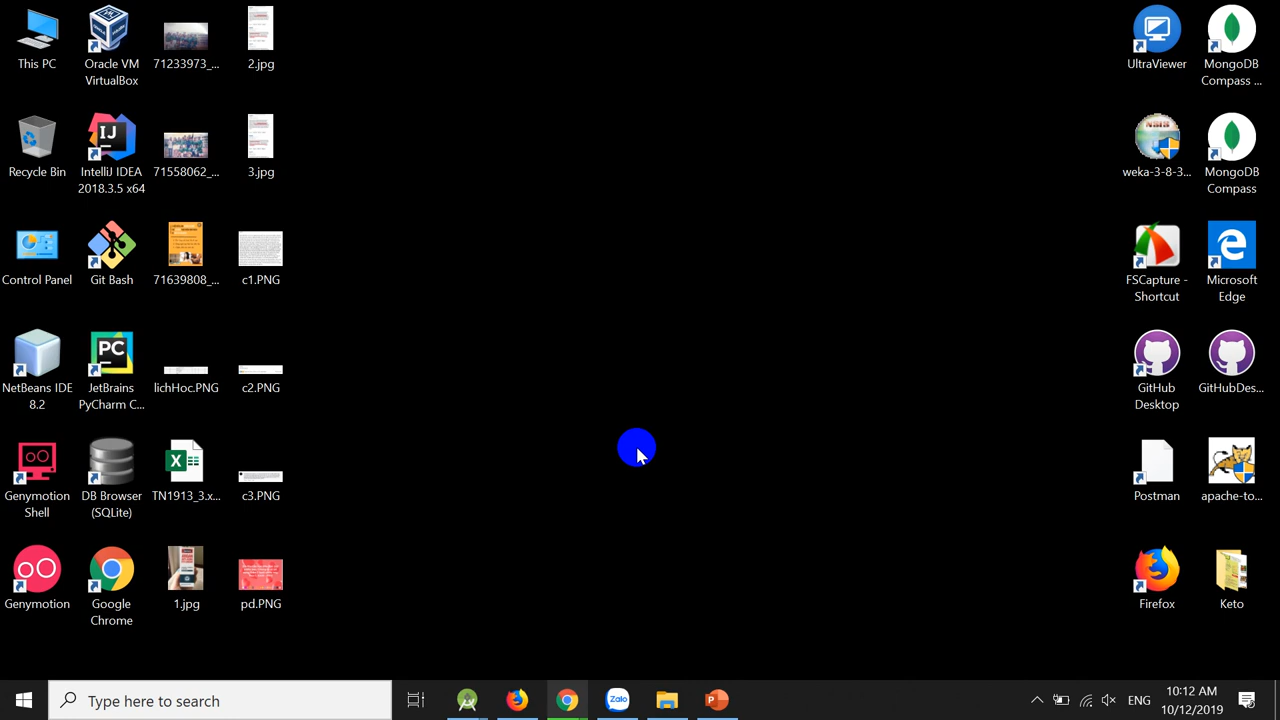 This PC
Oracle VM
VirtualBox
71233973_...
2.jpg
UltraViewer
MongoDB
Compass ...
Recycle Bin
IntelliJ IDEA
2018.3.5 x64
71558062_...
3.jpg
weka-3-8-3...
MongoDB
Compass
Control Panel
Git Bash
71639808_...
c1.PNG
FSCapture -
Shortcut
Microsoft
Edge
NetBeans IDE
8.2
JetBrains
PyCharm C...
lichHoc.PNG
c2.PNG
GitHub
Desktop
GitHubDes...
Genymotion
Shell
DB Browser
(SQLite)
TN1913_3.x...
c3.PNG
Postman
apache-to...
Genymotion
Google
Chrome
1.jpg
pd.PNG
Firefox
Keto
Type here to search
Zalo
ENG
10:12 AM
10/12/2019